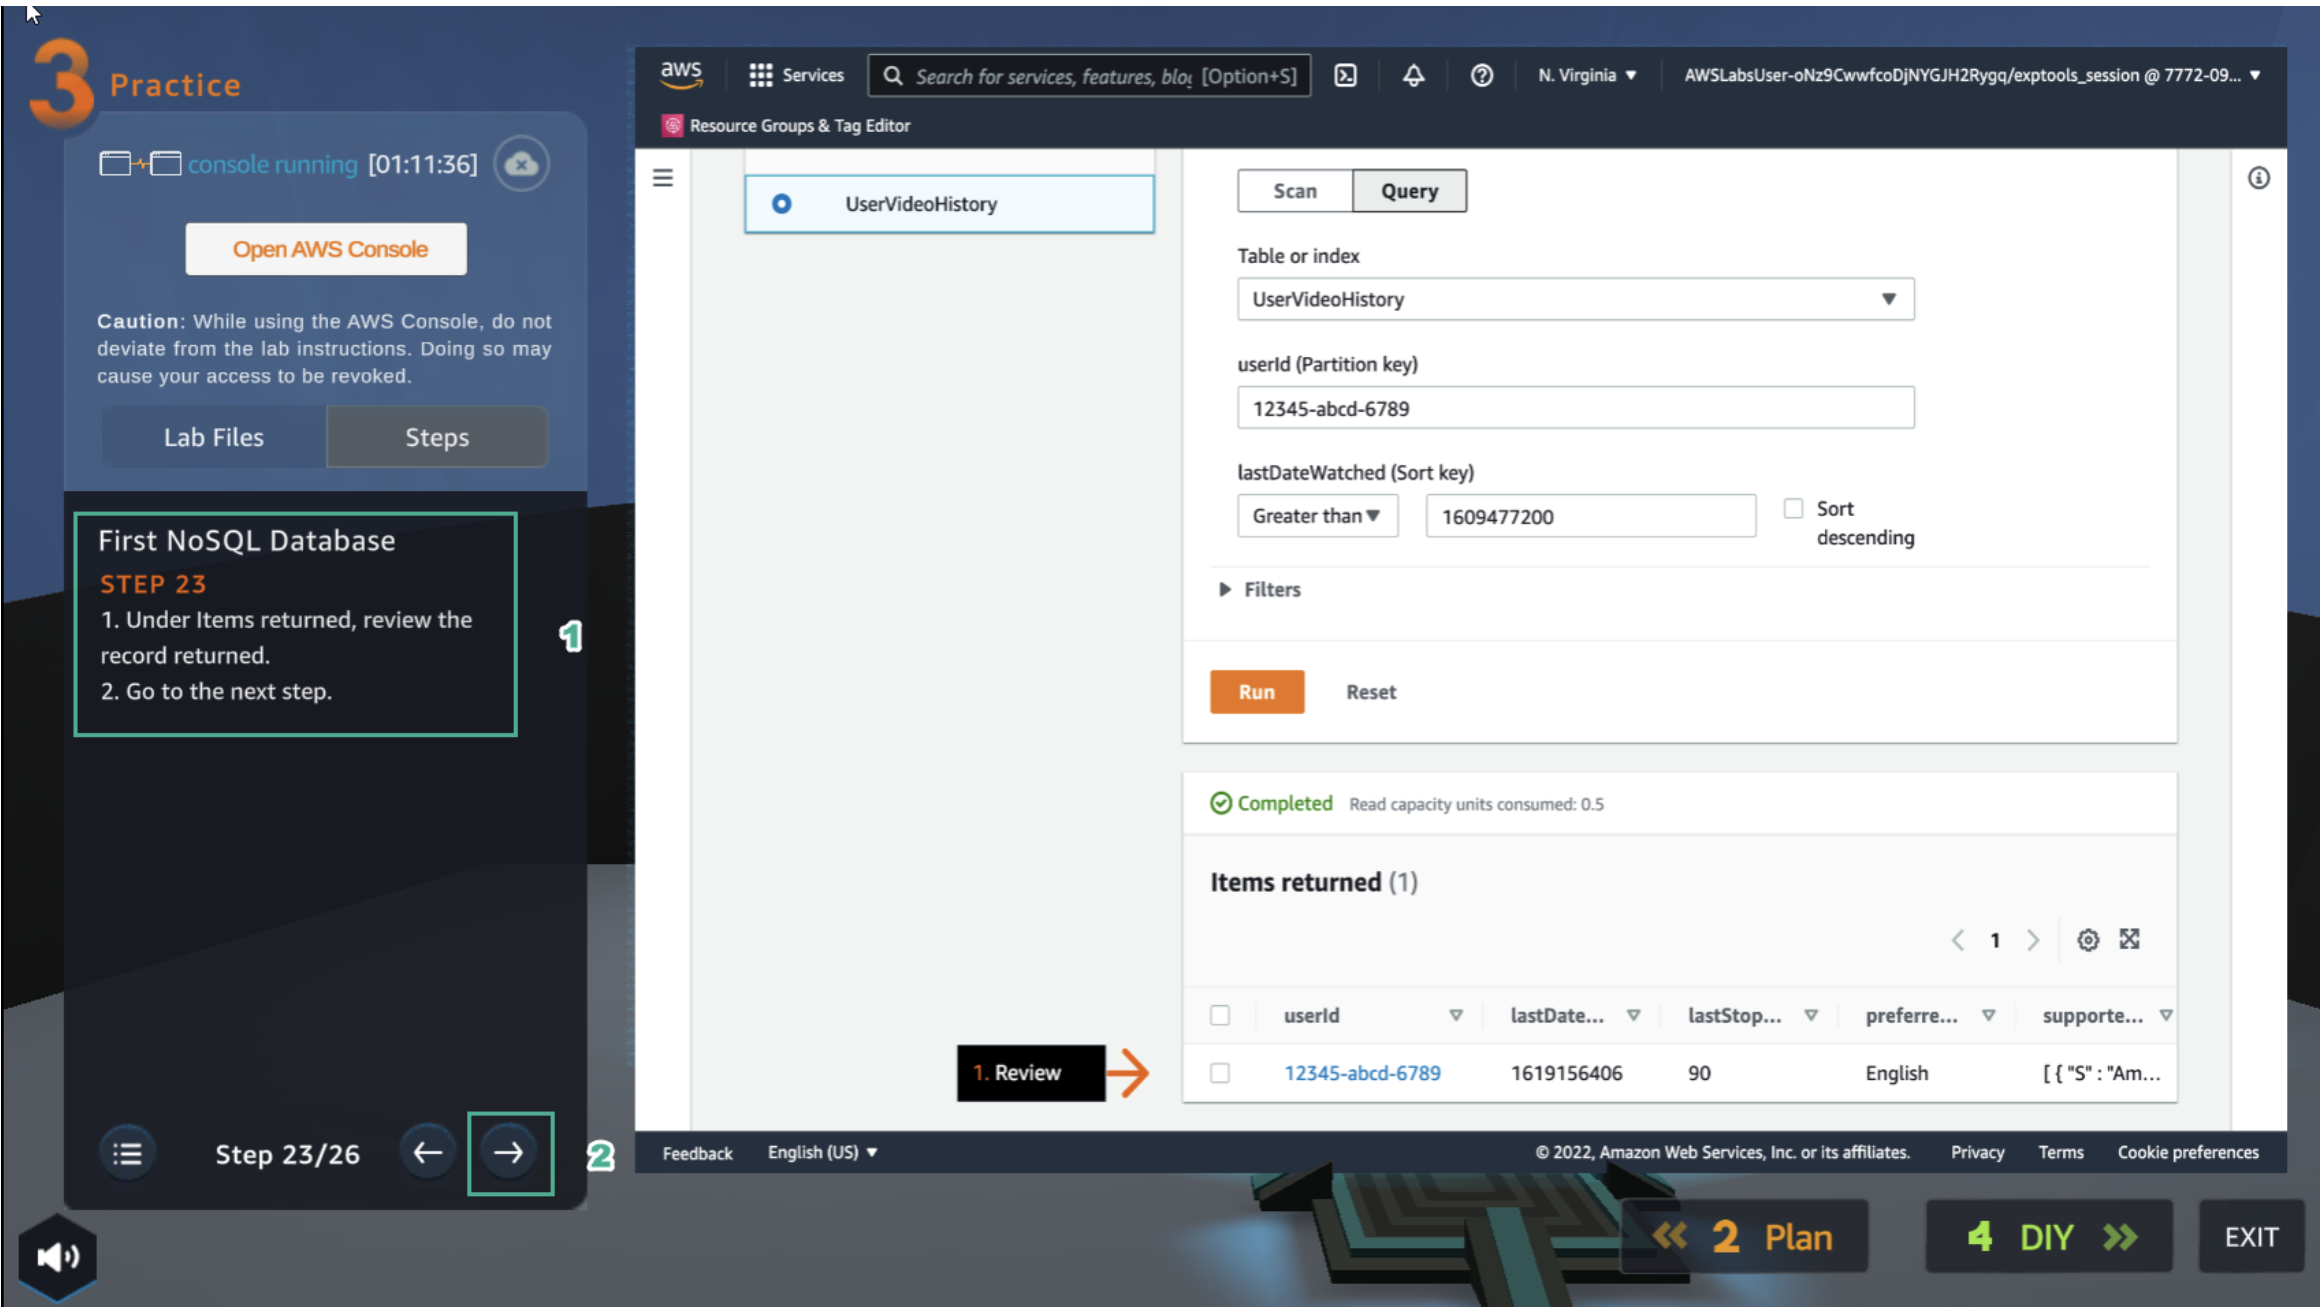 3 Practice
console running [01:11:36]
Open AWS Console
Caution: While using the AWS Console, do not
deviate from the lab instructions. Doing so may
cause your access to be revoked.
Lab Files Steps
First NoSQL Database
STEP 23
1. Under Items returned, review the
record returned.
2. Go to the next step.
1
Step 23/26
2
aws Services Search for services, features, blo [Option+S] N. Virginia AWSLabsUser-oNz9CwwfcoDjNYGJH2Rygq/exptools_session @ 7772-09...
Resource Groups & Tag Editor
UserVideoHistory
Scan Query
Table or index
UserVideoHistory
userId (Partition key)
12345-abcd-6789
lastDateWatched (Sort key)
Greater than 1609477200 Sort
descending
Filters
Run Reset
Completed Read capacity units consumed: 0.5
Items returned (1)
1
userId lastDate... lastStop... preferre... supporte...
1. Review
12345-abcd-6789 1619156406 90 English [ { "S" : "Am...
Feedback English (US) © 2022, Amazon Web Services, Inc. or its affiliates. Privacy Terms Cookie preferences
2 Plan 4 DIY EXIT